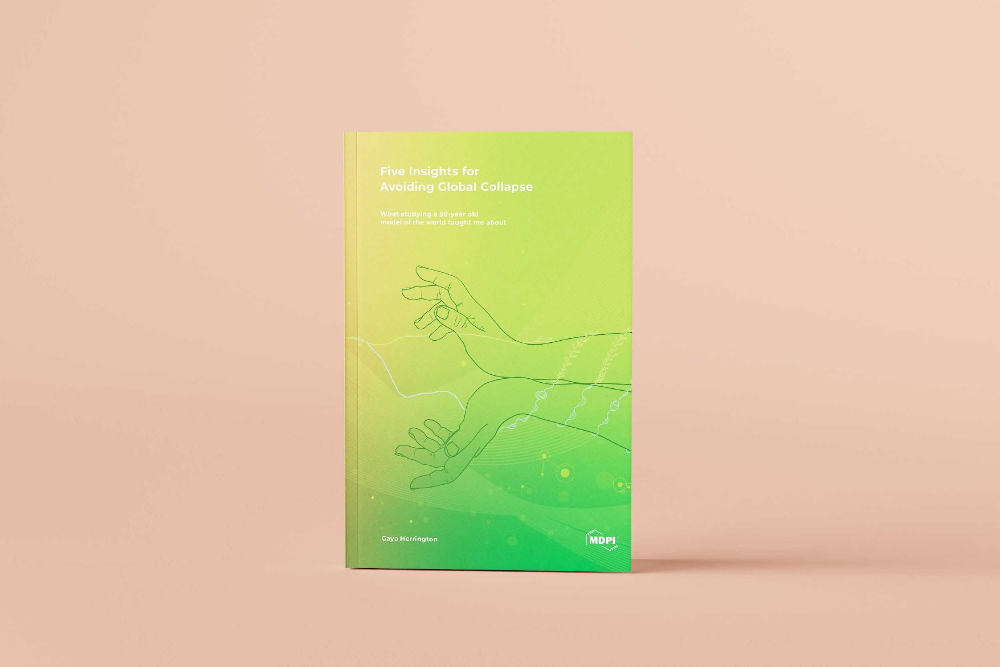 Five Insights for
Avoiding Global Collapse
What studying a 50-year old
model of the world taught me about
Gaya Herrington
MDPI